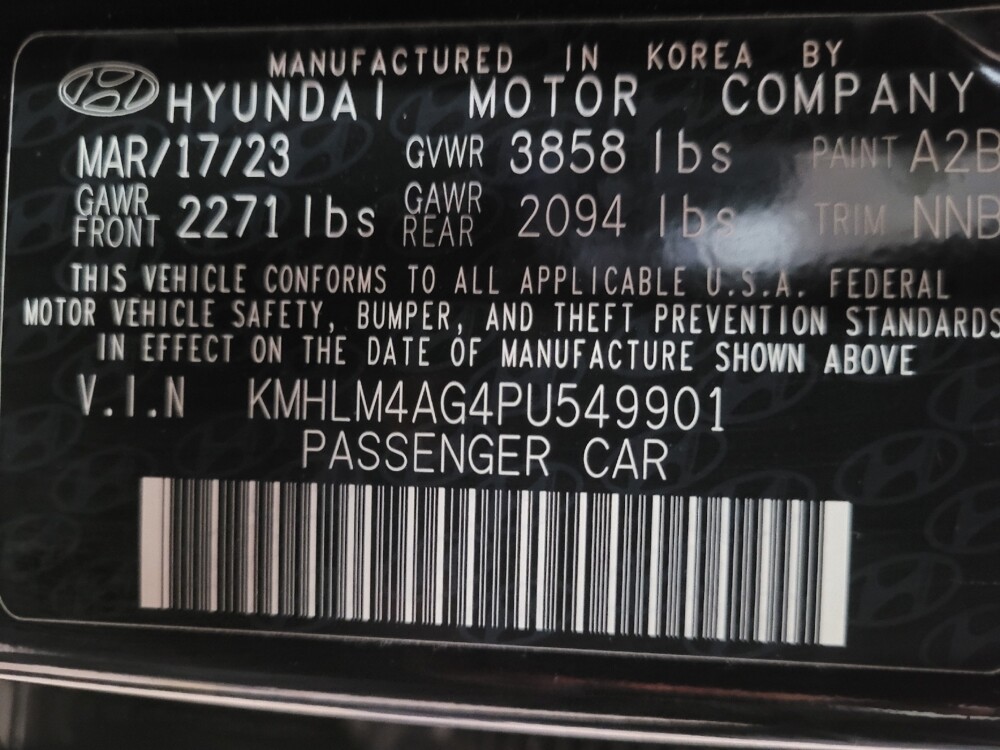 MANUFACTURED IN KOREA BY
HYUNDAI MOTOR COMPANY
MAR/17/23 GVWR 3858 lbs PAINT A2B
GAWR FRONT 2271 lbs GAWR REAR 2094 lbs TRIM NNB
THIS VEHICLE CONFORMS TO ALL APPLICABLE U.S.A. FEDERAL
MOTOR VEHICLE SAFETY, BUMPER, AND THEFT PREVENTION STANDARDS
IN EFFECT ON THE DATE OF MANUFACTURE SHOWN ABOVE
V.I.N KMHLM4AG4PU549901
PASSENGER CAR